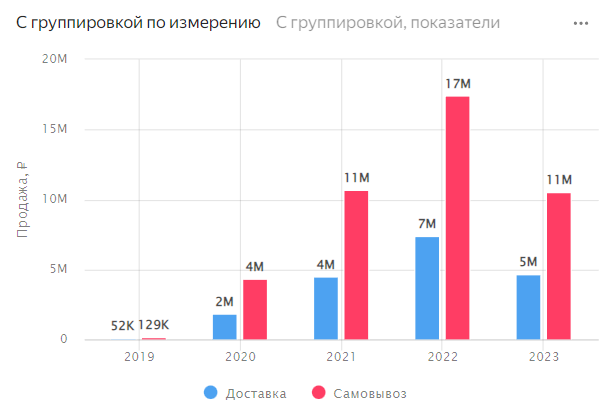 С группировкой по измерению С группировкой, показатели
20M
15M
10M
5M
0
Продажа, ₽
52K 129K
2M 4M
4M 11M
7M 17M
5M 11M
2019 2020 2021 2022 2023
Доставка Самовывоз